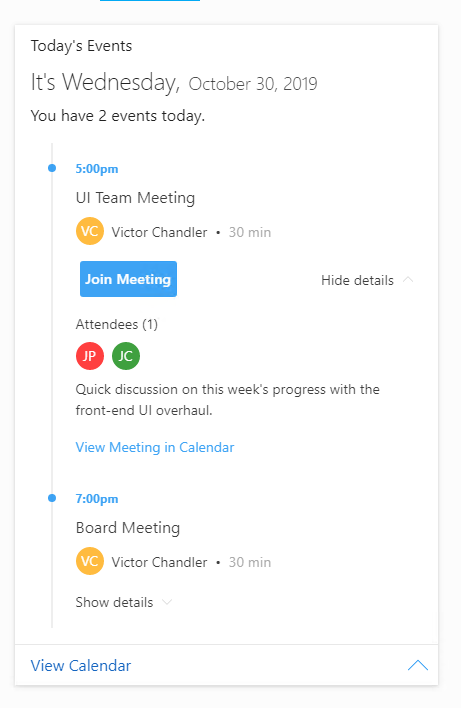 Today's Events
It's Wednesday, October 30, 2019
You have 2 events today.
5:00pm
UI Team Meeting
VC Victor Chandler • 30 min
Join Meeting Hide details
Attendees (1)
JP JC
Quick discussion on this week's progress with the
front-end UI overhaul.
View Meeting in Calendar
7:00pm
Board Meeting
VC Victor Chandler • 30 min
Show details
View Calendar